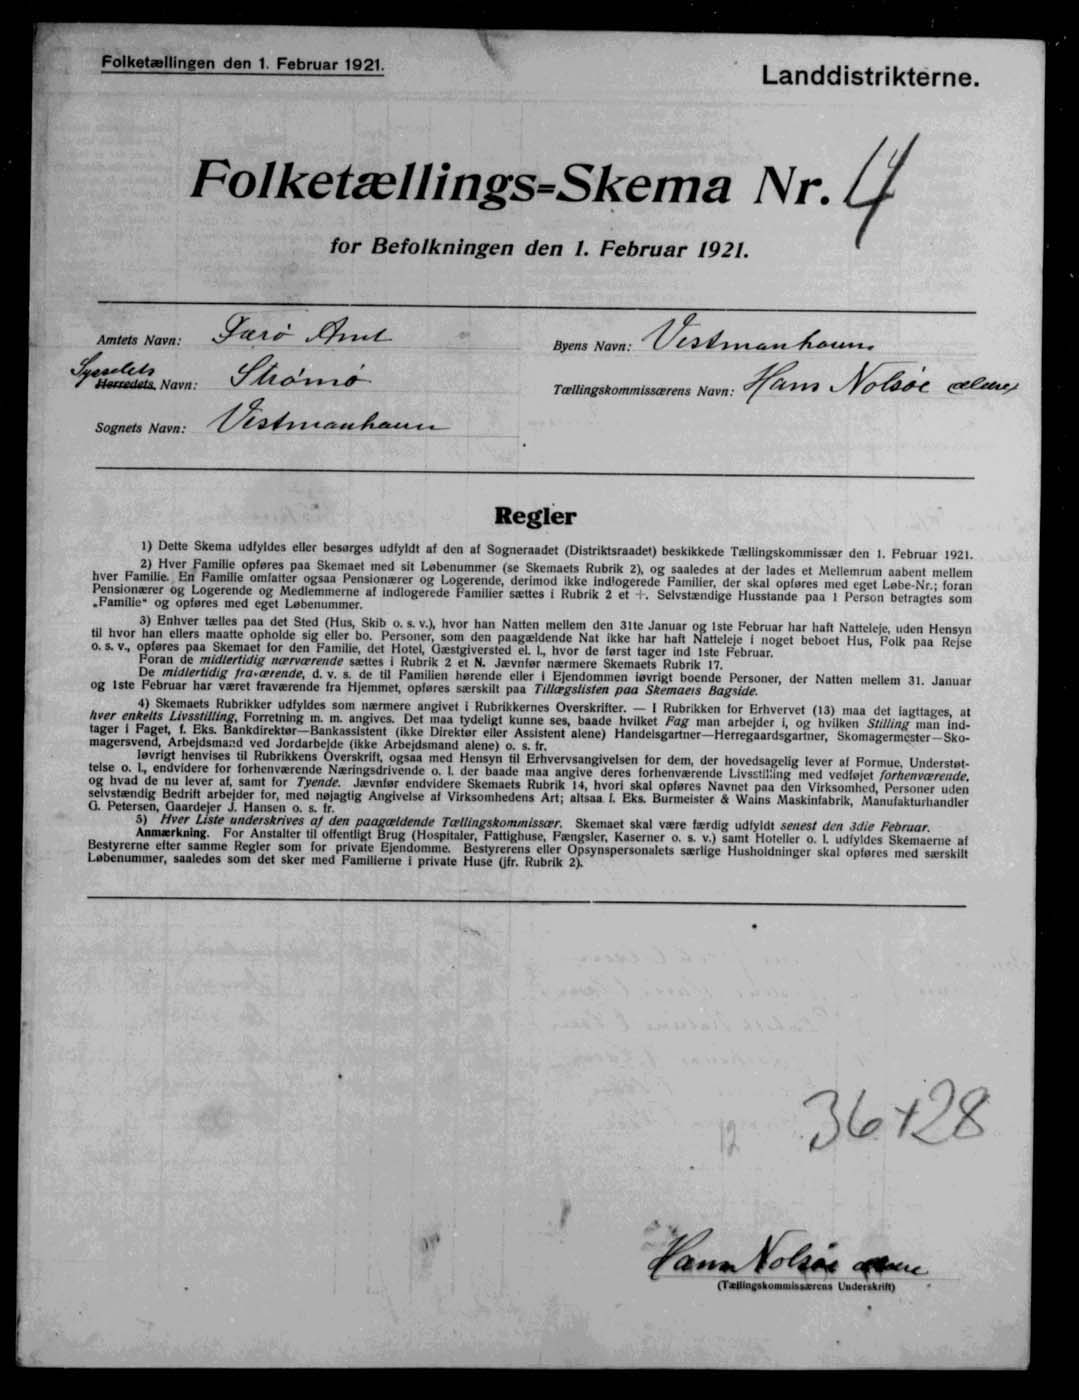 Folketællingen den 1. Februar 1921.
Landdistrikterne.
Folketællings=Skema Nr. 4
for Befolkningen den 1. Februar 1921.
Amtets Navn: Færø Amt
Byens Navn: Vestmanhavn
Sysselets
Herredets Navn: Strømø
Tællingskommissærens Navn: Hans Nolsøe ældre
Sognets Navn: Vestmanhavn
Regler
1) Dette Skema udfyldes eller besørges udfyldt af den af Sogneraadet (Distriktsraadet) beskikkede Tællingskommissær den 1. Februar 1921.
2) Hver Familie opføres paa Skemaet med sit Løbenummer (se Skemaets Rubrik 2), og saaledes at der lades et Mellemrum aabent mellem
hver Familie. En Familie omfatter ogsaa Pensionærer og Logerende, derimod ikke indlogerede Familier, der skal opføres med eget Løbe-Nr.; foran
Pensionærer og Logerende og Medlemmerne af indlogerede Familier sættes i Rubrik 2 et +. Selvstændige Husstande paa 1 Person betragtes som
„Familie“ og opføres med eget Løbenummer.
3) Enhver tælles paa det Sted (Hus, Skib o. s. v.), hvor han Natten mellem den 31te Januar og 1ste Februar har haft Natteleje, uden Hensyn
til hvor han ellers maatte opholde sig eller bo. Personer, som den paagældende Nat ikke har haft Natteleje i noget beboet Hus, Folk paa Rejse
o. s. v., opføres paa Skemaet for den Familie, det Hotel, Gæstgiversted el. l., hvor de først tager ind 1ste Februar.
Foran de midlertidig nærværende sættes i Rubrik 2 et N. Jævnfør nærmere Skemaets Rubrik 17.
De midlertidig fraværende, d. v. s. de til Familien hørende eller i Ejendommen iøvrigt boende Personer, der Natten mellem 31. Januar
og 1ste Februar har været fraværende fra Hjemmet, opføres særskilt paa Tillægslisten paa Skemaets Bagside.
4) Skemaets Rubrikker udfyldes som nærmere angivet i Rubrikkernes Overskrifter. — I Rubrikken for Erhvervet (13) maa det iagttages, at
hver enkelts Livsstilling, Forretning m. m. angives. Det maa tydeligt kunne ses, baade hvilket Fag man arbejder i, og hvilken Stilling man ind-
tager i Faget, f. Eks. Bankdirektør—Bankassistent (ikke Direktør eller Assistent alene) Handelsgartner—Herregaardsgartner, Skomagermester—Sko-
magersvend, Arbejdsmand ved Jordarbejde (ikke Arbejdsmand alene) o. s. fr.
Iøvrigt henvises til Rubrikkens Overskrift, ogsaa med Hensyn til Erhvervsangivelsen for dem, der hovedsagelig lever af Formue, Understøt-
telse o. l., endvidere for forhenværende Næringsdrivende o. l. der baade maa angive deres forhenværende Livsstilling med vedføjet forhenværende,
og hvad de nu lever af, samt for Tyende. Jævnfør endvidere Skemaets Rubrik 14, hvori skal opføres Navnet paa den Virksomhed, Personer uden
selvstændig Bedrift arbejder for, med nøjagtig Angivelse af Virksomhedens Art; altsaa f. Eks. Burmeister & Wains Maskinfabrik, Manufakturhandler
G. Petersen, Gaardejer J. Hansen o. s. fr.
5) Hver Liste underskrives af den paagældende Tællingskommissær. Skemaet skal være færdig udfyldt senest den 3die Februar.
Anmærkning. For Anstalter til offentligt Brug (Hospitaler, Fattighuse, Fængsler, Kaserner o. s. v.) samt Hoteller o. l. udfyldes Skemaerne af
Bestyrerne efter samme Regler som for private Ejendomme. Bestyrerens eller Opsynspersonalets særlige Husholdninger skal opføres med særskilt
Løbenummer, saaledes som det sker med Familierne i private Huse (jfr. Rubrik 2).
36+28
12
Hans Nolsøe ældre
(Tællingskommissærens Underskrift)